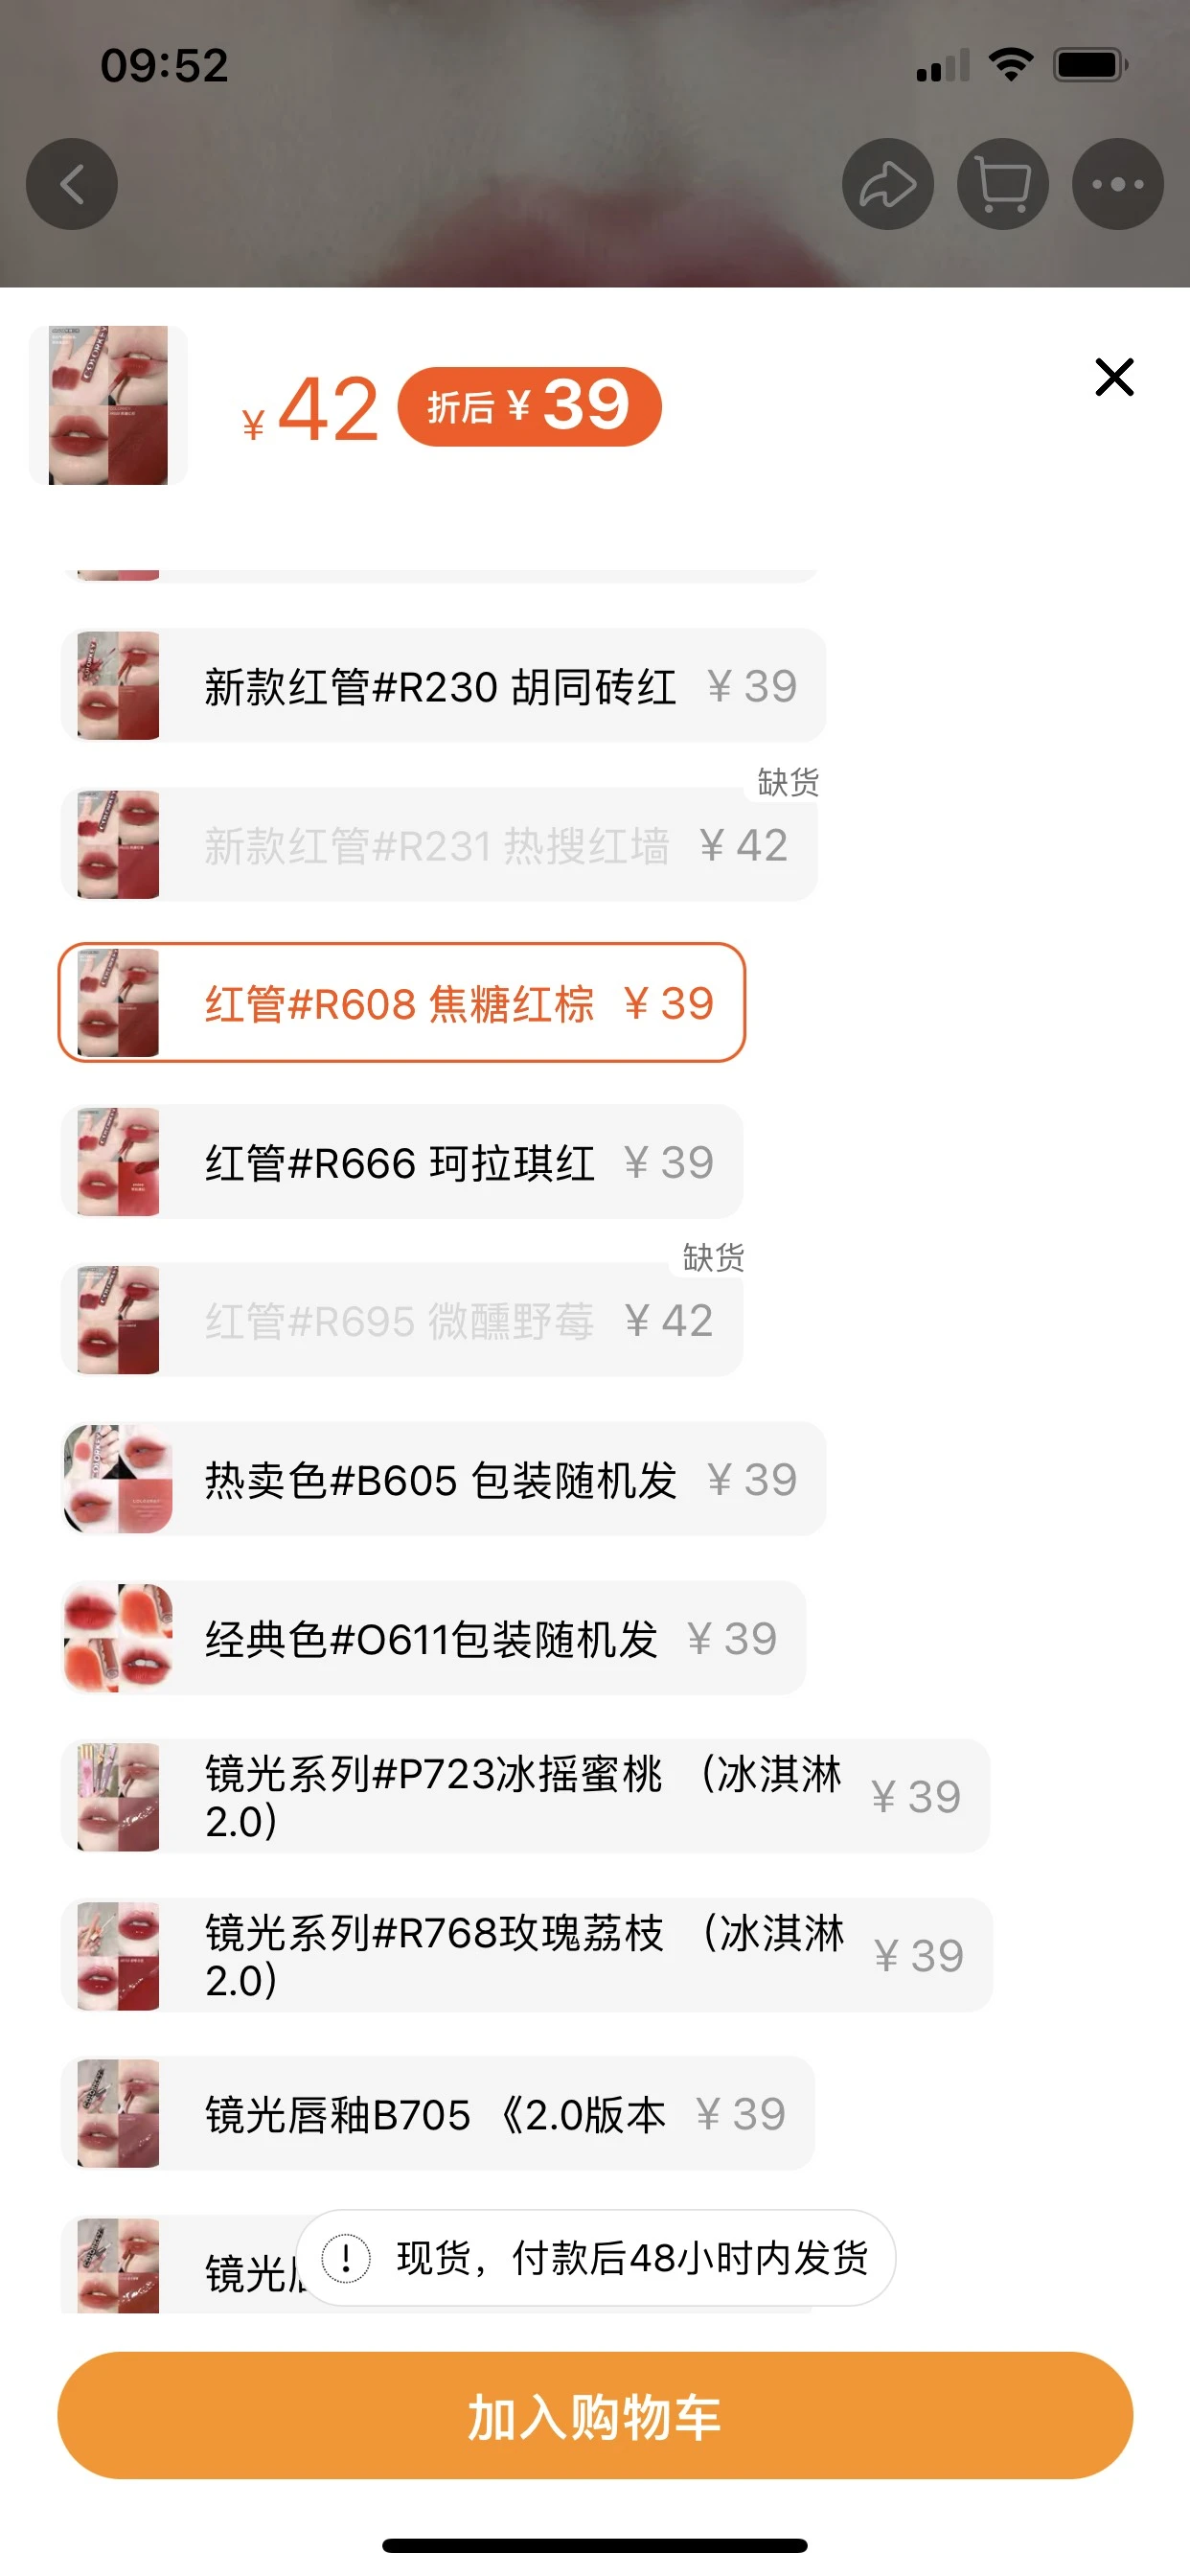 09:52
¥42 折后¥39
新款红管#R230 胡同砖红 ¥39
缺货
新款红管#R231 热搜红墙 ¥42
红管#R608 焦糖红棕 ¥39
红管#R666 珂拉琪红 ¥39
缺货
红管#R695 微醺野莓 ¥42
热卖色#B605 包装随机发 ¥39
经典色#O611包装随机发 ¥39
镜光系列#P723冰摇蜜桃 （冰淇淋
2.0） ¥39
镜光系列#R768玫瑰荔枝 （冰淇淋
2.0） ¥39
镜光唇釉B705 《2.0版本 ¥39
镜光
现货，付款后48小时内发货
加入购物车